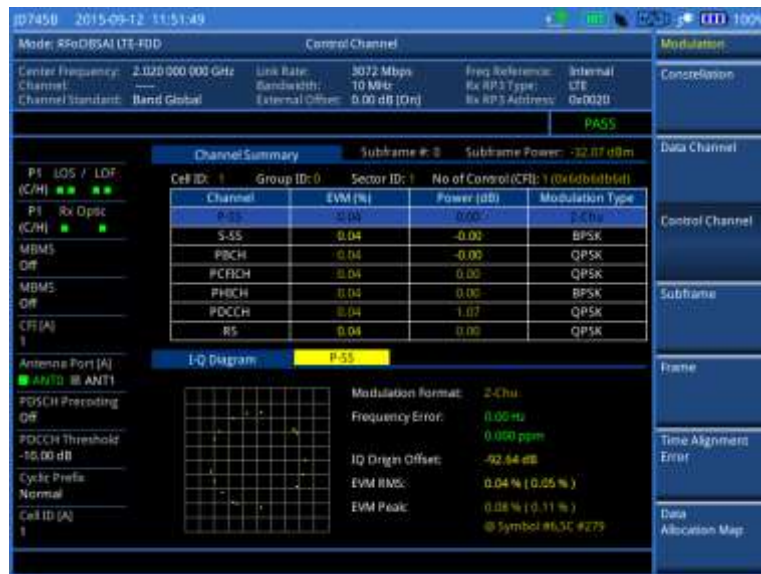 JD745B 2015-09-12 11:51:49 100%
Mode: RFoOBSAI LTE-FDD Control Channel Modulation
Center Frequency: 2.020 000 000 GHz Link Rate: 3072 Mbps Freq Reference: Internal
Channel: ---- Bandwidth: 10 MHz Rx RP3 Type: LTE
Channel Standard: Band Global External Offset: 0.00 dB [On] Rx RP3 Address: 0x0020
Constellation
PASS
Channel Summary Subframe #: 0 Subframe Power: -32.07 dBm
Data Channel
P1 LOS / LOF
(C/H)
Cell ID: 1 Group ID: 0 Sector ID: 1 No of Control (CFI): 1 (0x6db6db6d)
Channel EVM (%) Power (dB) Modulation Type
P-SS 0.04 0.00 Z-Chu
S-SS 0.04 -0.00 BPSK
PBCH 0.04 -0.00 QPSK
PCFICH 0.04 0.00 QPSK
PHICH 0.04 0.00 BPSK
PDCCH 0.04 1.07 QPSK
RS 0.04 0.00 QPSK
P1 Rx Optic
(C/H)
Control Channel
MBMS
Off
MBMS
Off
Subframe
CFI [A]
1
I-Q Diagram P-SS
Antenna Port [A]
ANT0 ANT1
Frame
PDSCH Precoding
Off
Modulation Format: Z-Chu
Frequency Error: 0.00 Hz
0.000 ppm
PDCCH Threshold
-10.00 dB
IQ Origin Offset: -92.64 dB
Time Alignment
Error
Cyclic Prefix
Normal
EVM RMS: 0.04 % ( 0.05 % )
EVM Peak: 0.08 % ( 0.11 % )
@ Symbol #6,SC #279
Cell ID [A]
1
Data
Allocation Map